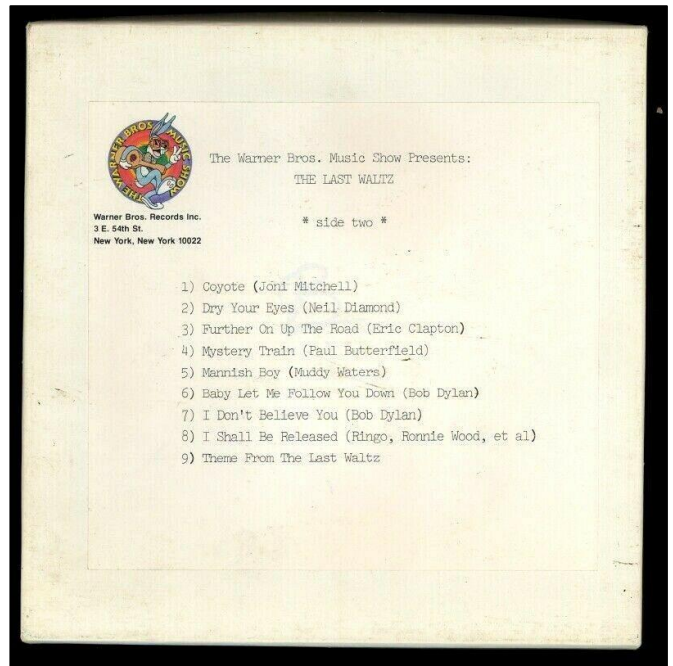 THE WARNER BROS. MUSIC SHOW
The Warner Bros. Music Show Presents:
THE LAST WALTZ
Warner Bros. Records Inc.
3 E. 54th St.
New York, New York 10022
* side two *
1) Coyote (Joni Mitchell)
2) Dry Your Eyes (Neil Diamond)
3) Further On Up The Road (Eric Clapton)
4) Mystery Train (Paul Butterfield)
5) Mannish Boy (Muddy Waters)
6) Baby Let Me Follow You Down (Bob Dylan)
7) I Don't Believe You (Bob Dylan)
8) I Shall Be Released (Ringo, Ronnie Wood, et al)
9) Theme From The Last Waltz